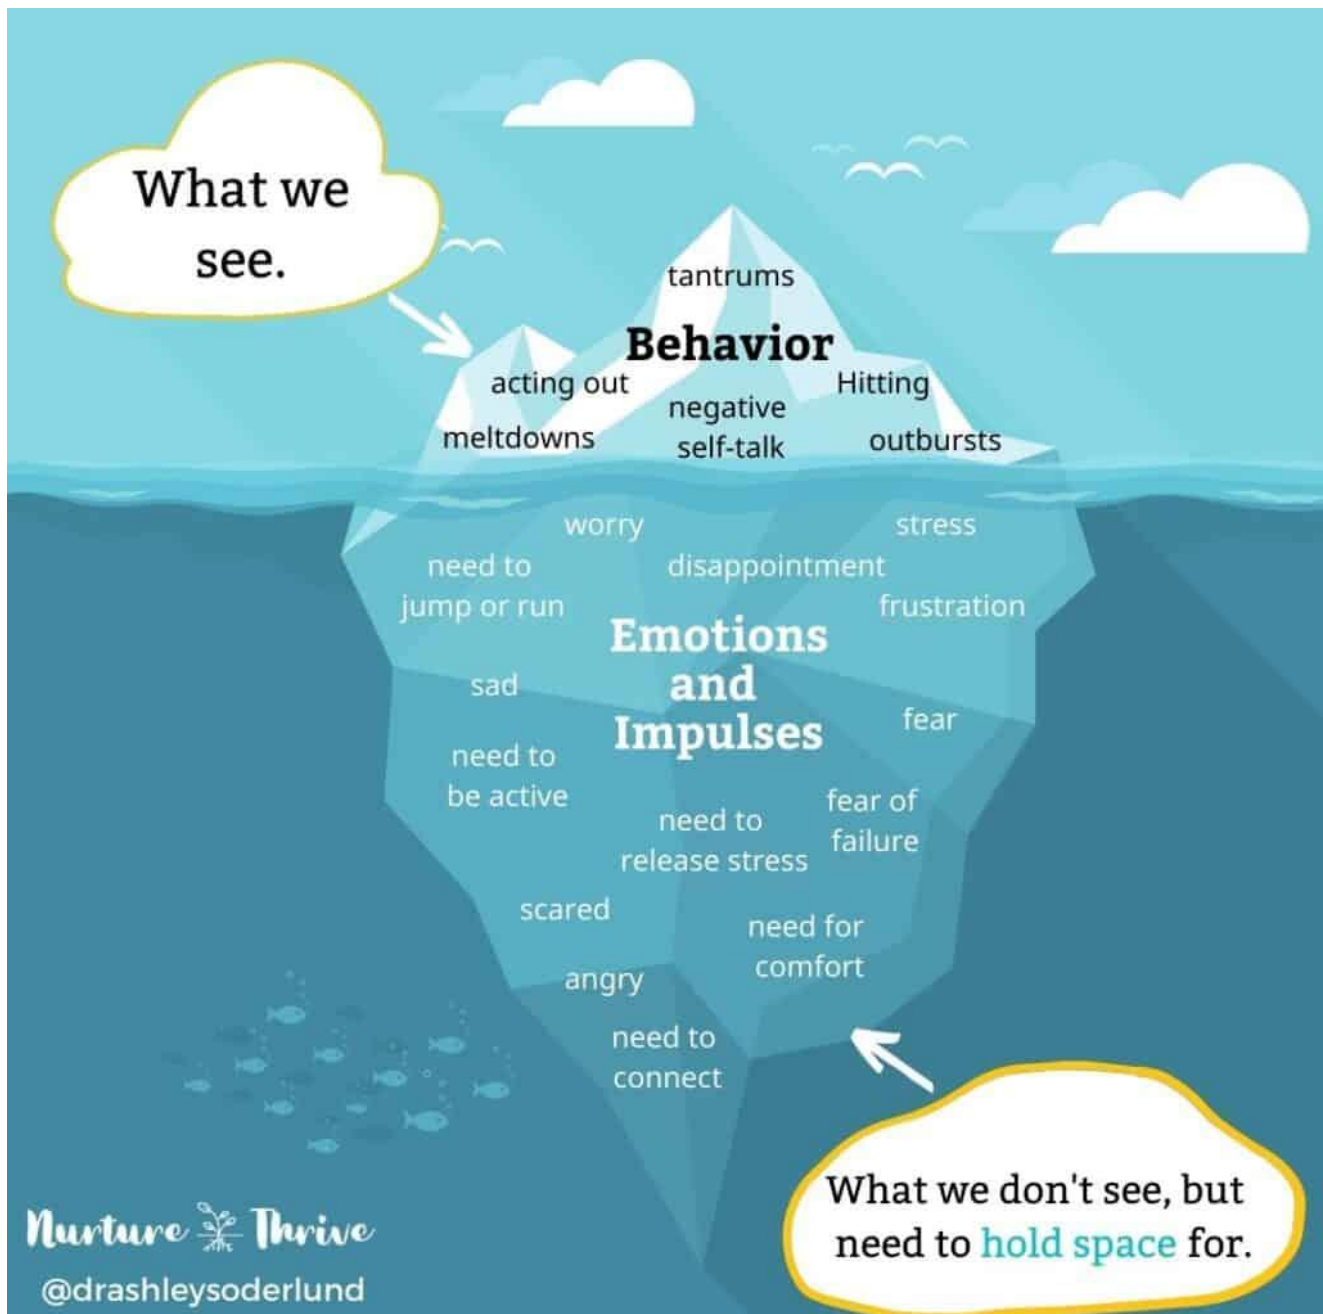 What we
see.
tantrums
Behavior
acting out
Hitting
negative
self-talk
meltdowns
outbursts
worry
stress
need to
jump or run
disappointment
frustration
Emotions
and
Impulses
sad
fear
need to
be active
fear of
failure
need to
release stress
scared
need for
comfort
angry
need to
connect
What we don't see, but
need to hold space for.
Nurture Thrive
@drashleysoderlund